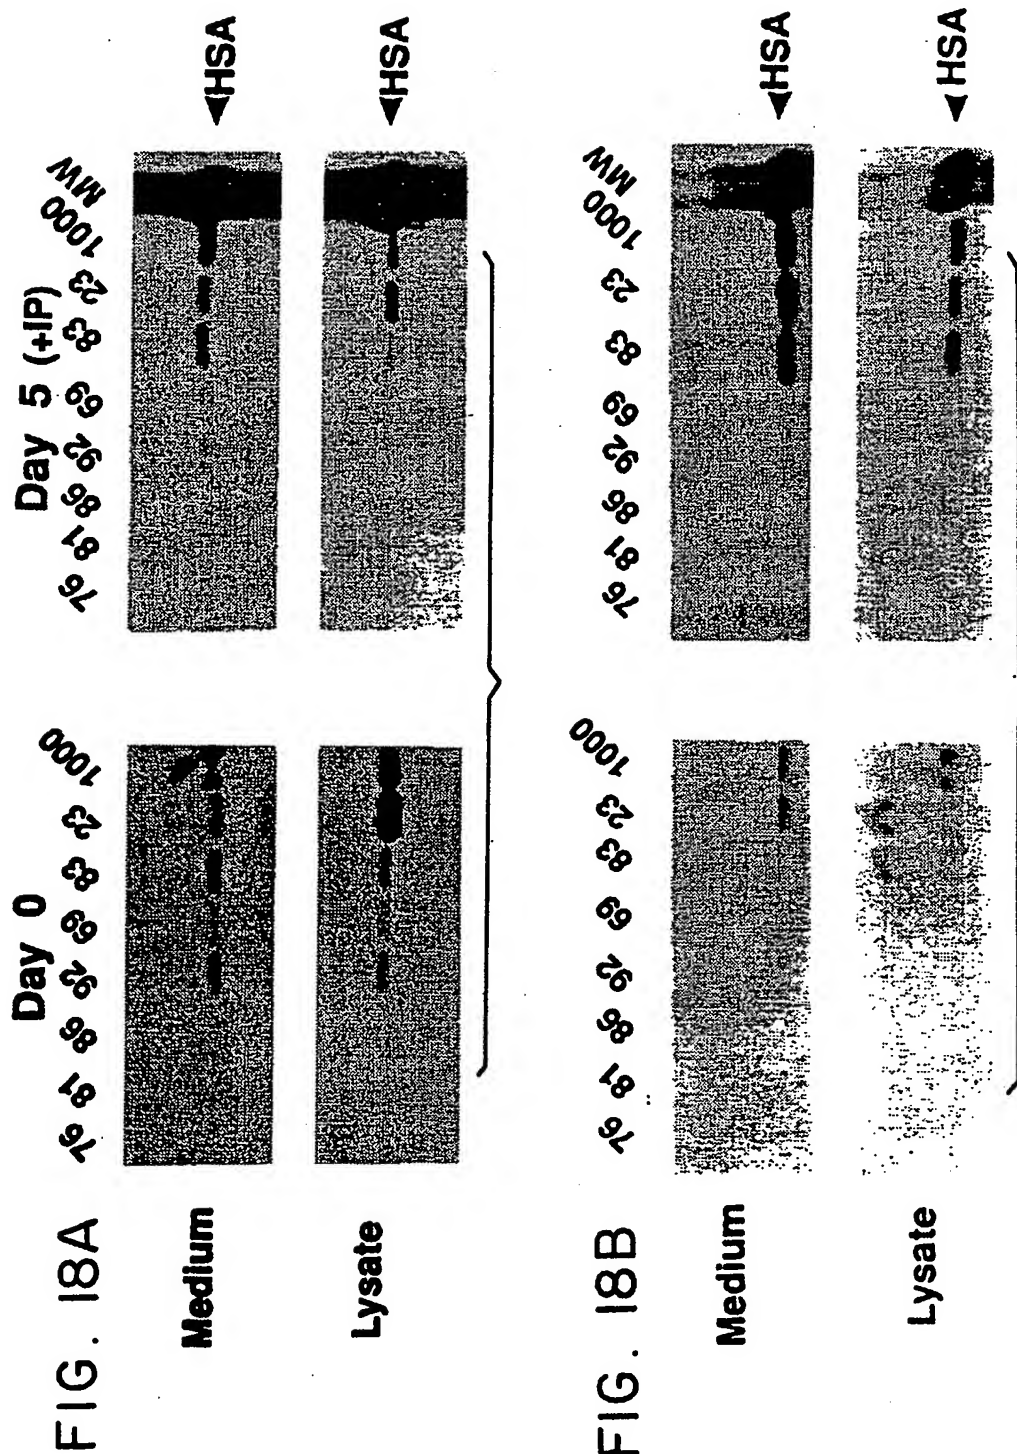 FIG. 18A
Day 0
Day 5 (+IP)
76 81 86 92 69 83 23 1000
76 81 86 92 69 83 23 1000 MW
Medium
◄HSA
Lysate
◄HSA
FIG. 18B
76 81 86 92 69 83 23 1000
76 81 86 92 69 83 23 1000 MW
Medium
◄HSA
Lysate
◄HSA